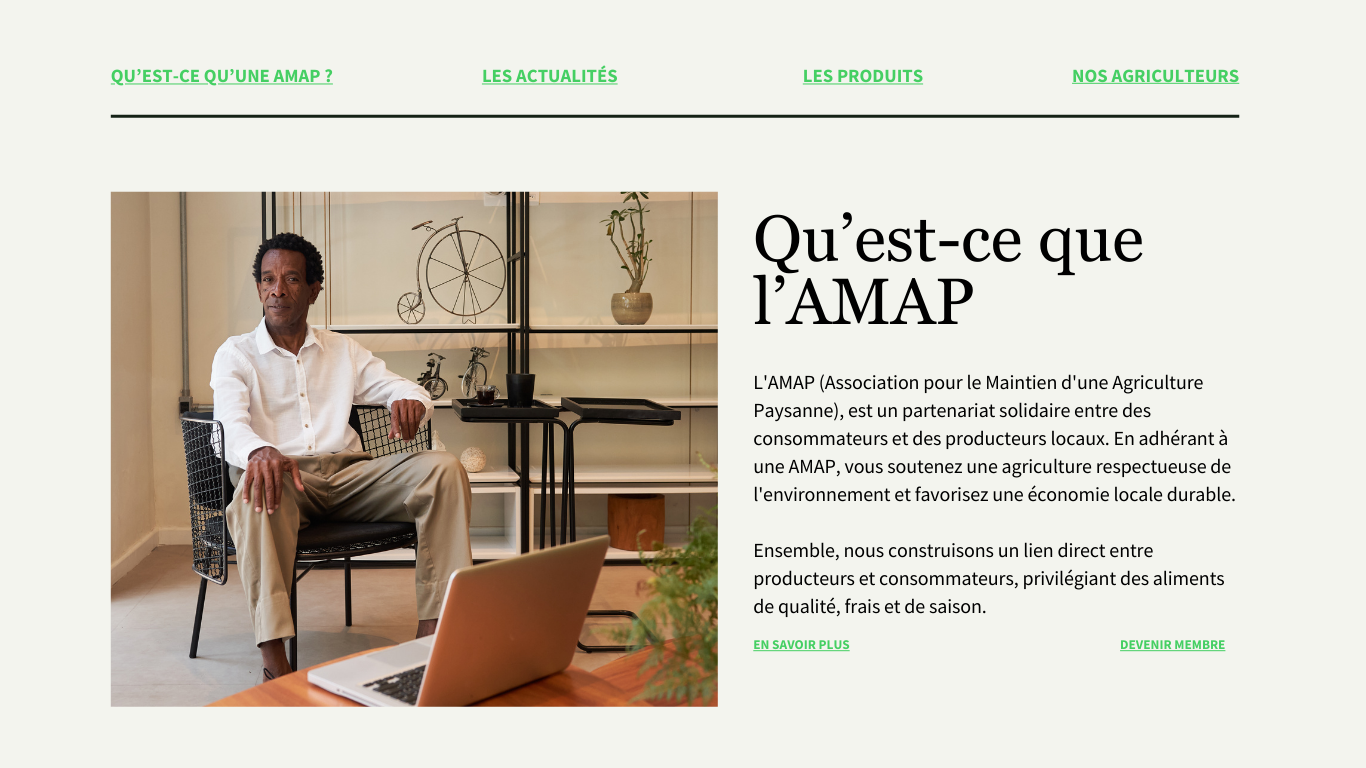 QU’EST-CE QU’UNE AMAP ?
LES ACTUALITÉS
LES PRODUITS
NOS AGRICULTEURS
Qu’est-ce que
l’AMAP
L'AMAP (Association pour le Maintien d'une Agriculture
Paysanne), est un partenariat solidaire entre des
consommateurs et des producteurs locaux. En adhérant à
une AMAP, vous soutenez une agriculture respectueuse de
l'environnement et favorisez une économie locale durable.
Ensemble, nous construisons un lien direct entre
producteurs et consommateurs, privilégiant des aliments
de qualité, frais et de saison.
EN SAVOIR PLUS
DEVENIR MEMBRE